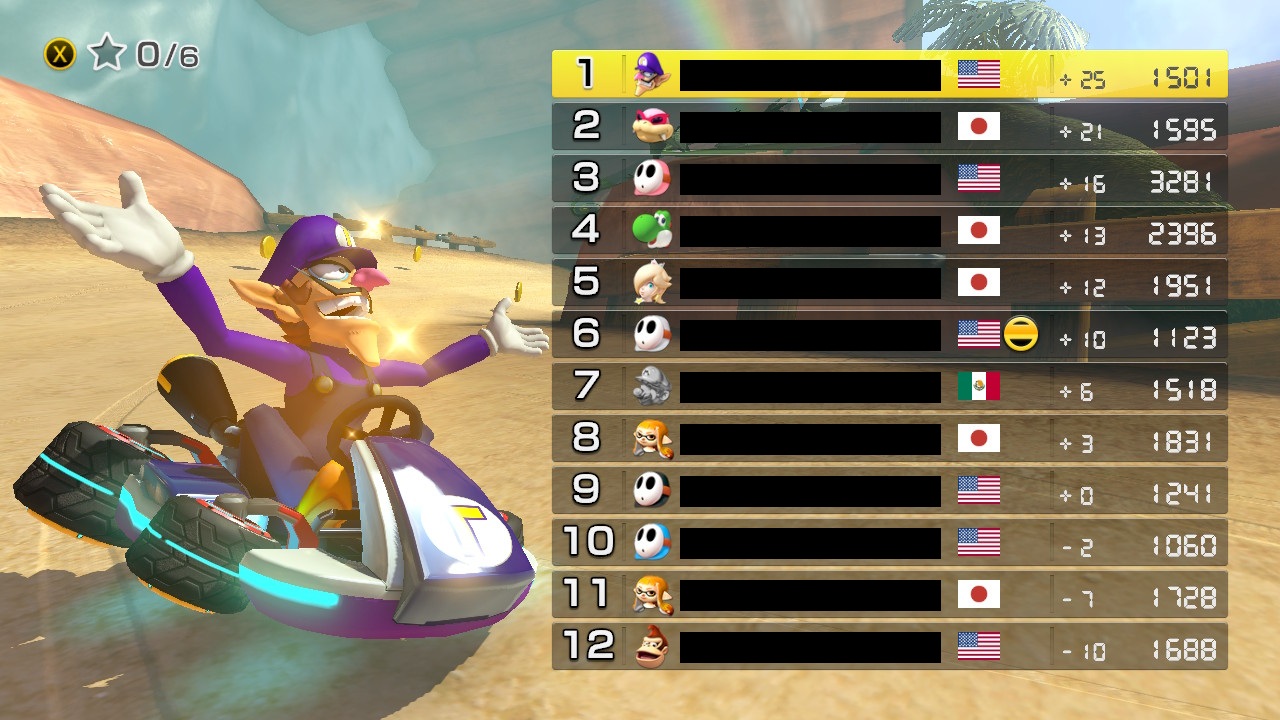 X 0/6
1 + 25 1501
2 + 21 1595
3 + 16 3281
4 + 13 2396
5 + 12 1951
6 + 10 1123
7 + 6 1518
8 + 3 1831
9 + 0 1241
10 - 2 1060
11 - 7 1728
12 - 10 1688